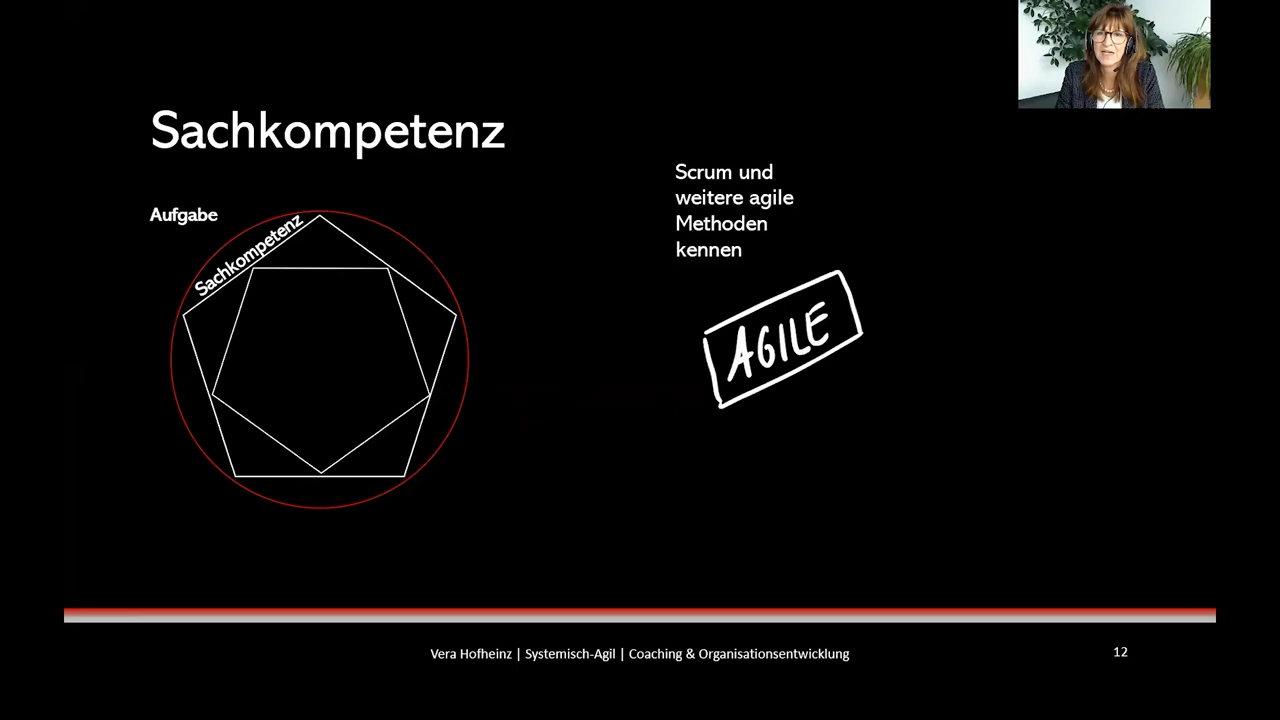 Sachkompetenz
Aufgabe
Sachkompetenz
Scrum und
weitere agile
Methoden
kennen
AGILE
Vera Hofheinz | Systemisch-Agil | Coaching & Organisationsentwicklung
12